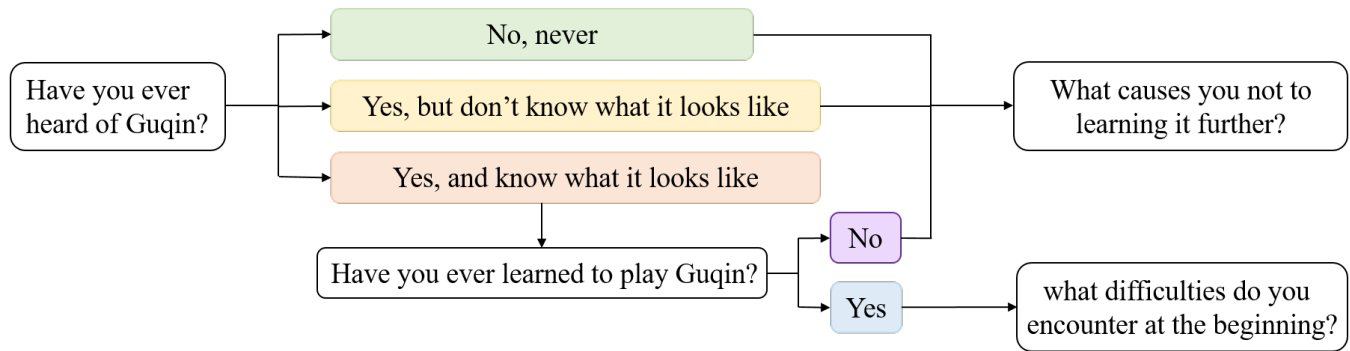 Have you ever
heard of Guqin?
No, never
Yes, but don’t know what it looks like
Yes, and know what it looks like
Have you ever learned to play Guqin?
No
Yes
What causes you not to
learning it further?
what difficulties do you
encounter at the beginning?